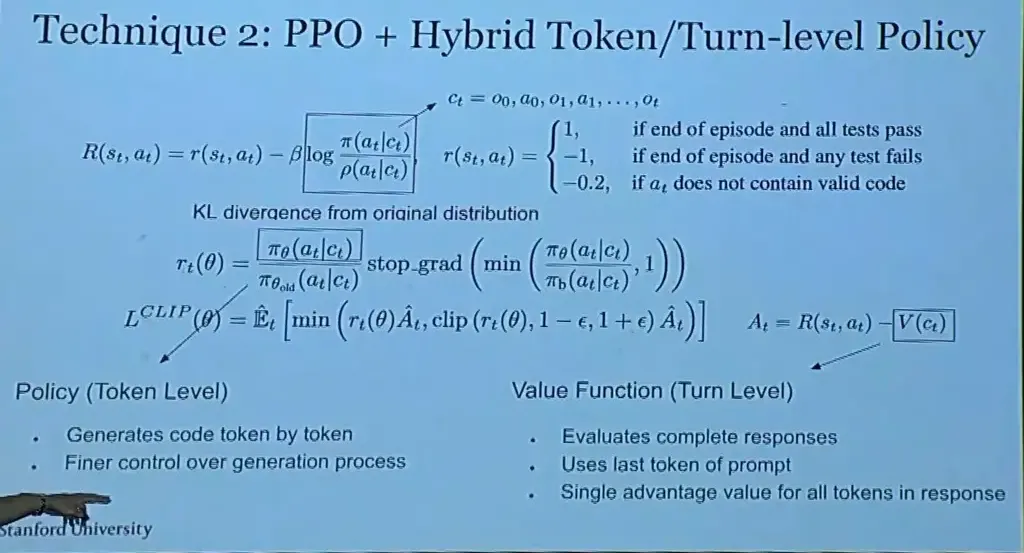 Technique 2: PPO + Hybrid Token/Turn-level Policy
c_t = o_0, a_0, o_1, a_1, . . . , o_t
R(s_t, a_t) = r(s_t, a_t) − β log π(a_t|c_t) / ρ(a_t|c_t)
r(s_t, a_t) = { 1, if end of episode and all tests pass
−1, if end of episode and any test fails
−0.2, if a_t does not contain valid code
KL divergence from original distribution
r_t(θ) = π_θ(a_t|c_t) / π_θ_old(a_t|c_t) stop_grad ( min ( π_θ(a_t|c_t) / π_b(a_t|c_t) , 1 ) )
L^{CLIP}(θ) = Ê_t [ min ( r_t(θ)Â_t, clip (r_t(θ), 1 − ϵ, 1 + ϵ) Â_t ) ]
A_t = R(s_t, a_t) − V(c_t)
Policy (Token Level)
• Generates code token by token
• Finer control over generation process
Value Function (Turn Level)
• Evaluates complete responses
• Uses last token of prompt
• Single advantage value for all tokens in response
Stanford University